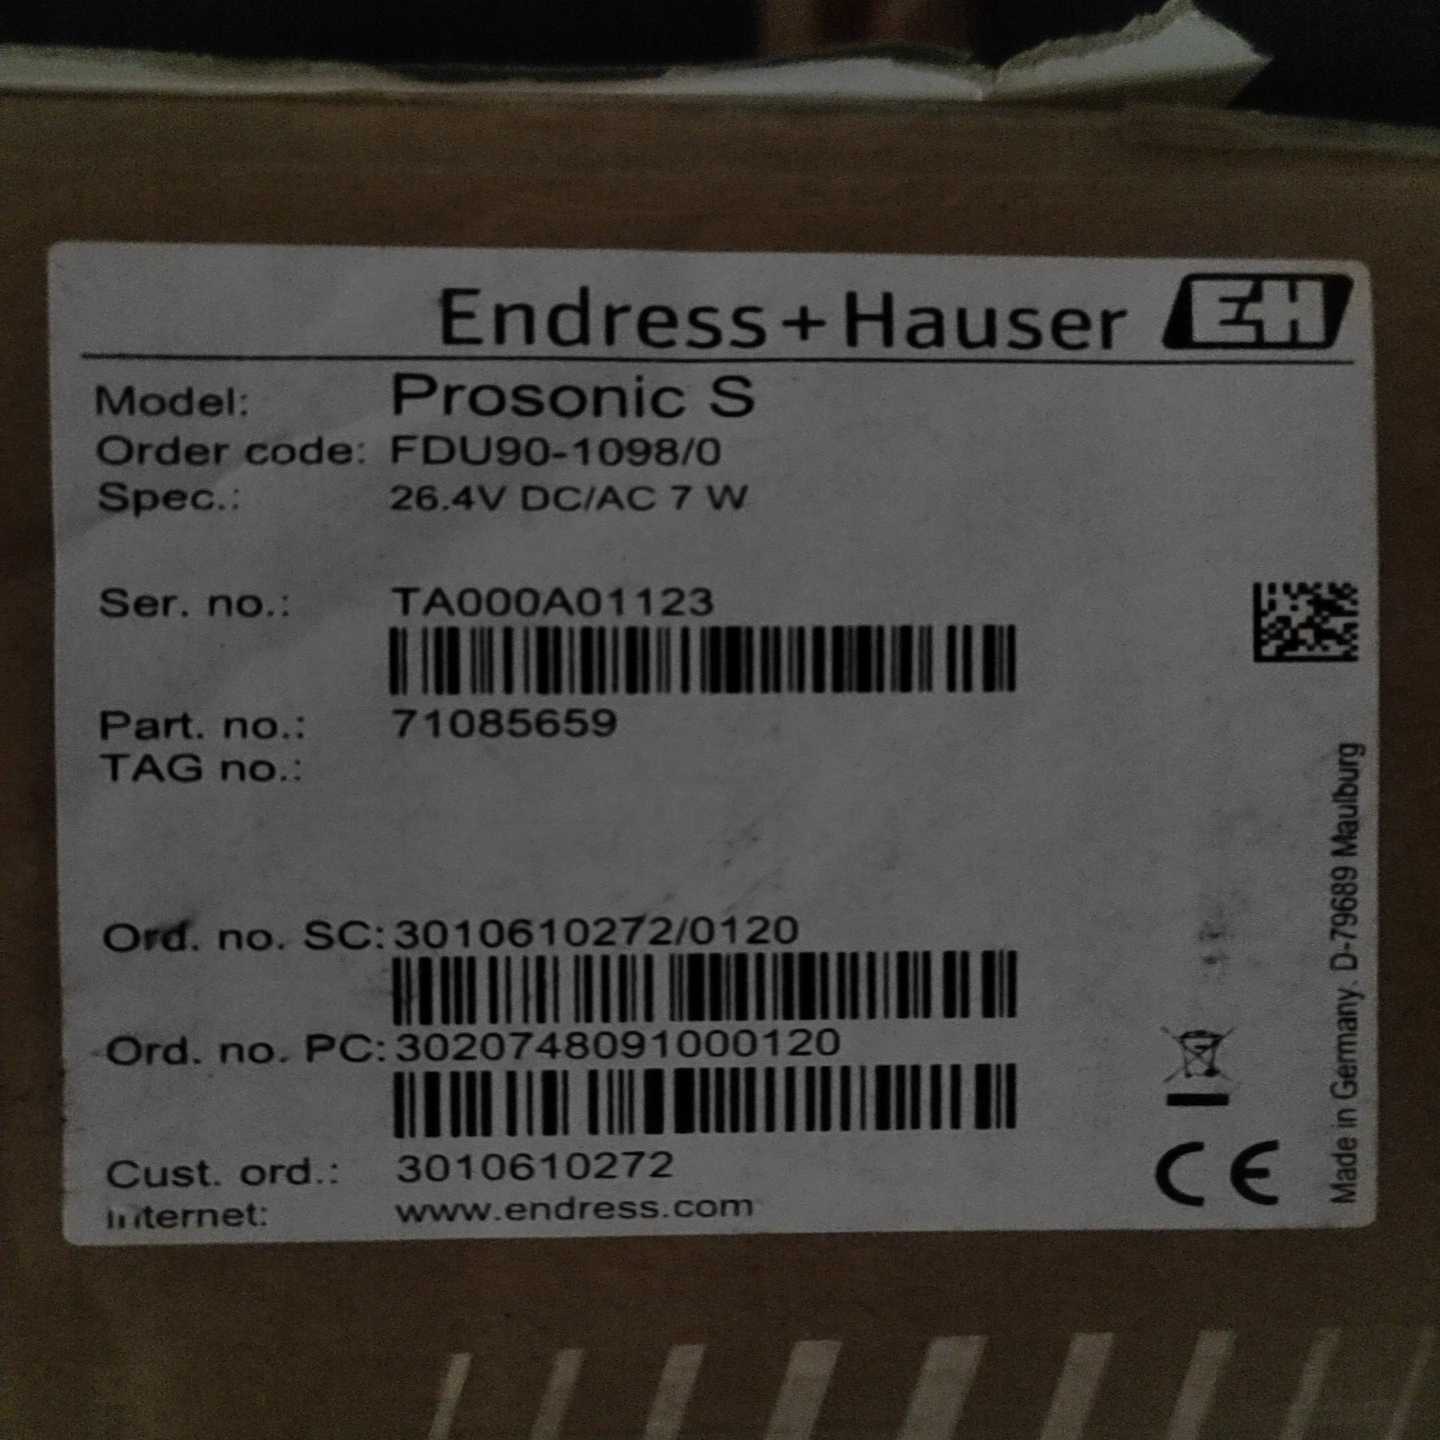 Endress+Hauser EH
Model: Prosonic S
Order code: FDU90-1098/0
Spec.: 26.4V DC/AC 7 W
Ser. no.: TA000A01123
Part. no.: 71085659
TAG no.:
Ord. no. SC: 3010610272/0120
Ord. no. PC: 30207480910000120
Cust. ord.: 3010610272
Internet: www.endress.com
CE
Made in Germany. D-79689 Maulburg